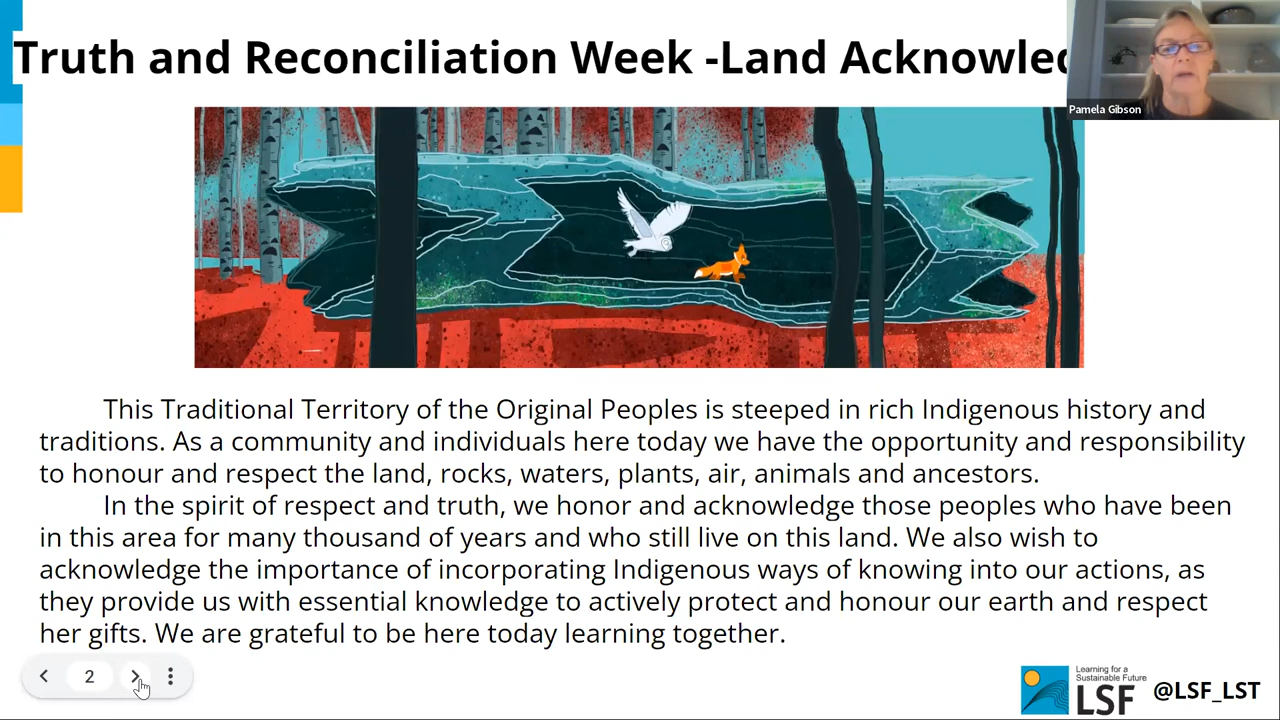 Truth and Reconciliation Week -Land Acknowled
Pamela Gibson
This Traditional Territory of the Original Peoples is steeped in rich Indigenous history and
traditions. As a community and individuals here today we have the opportunity and responsibility
to honour and respect the land, rocks, waters, plants, air, animals and ancestors.
In the spirit of respect and truth, we honor and acknowledge those peoples who have been
in this area for many thousand of years and who still live on this land. We also wish to
acknowledge the importance of incorporating Indigenous ways of knowing into our actions, as
they provide us with essential knowledge to actively protect and honour our earth and respect
her gifts. We are grateful to be here today learning together.
2
Learning for a
Sustainable Future
LSF
@LSF_LST